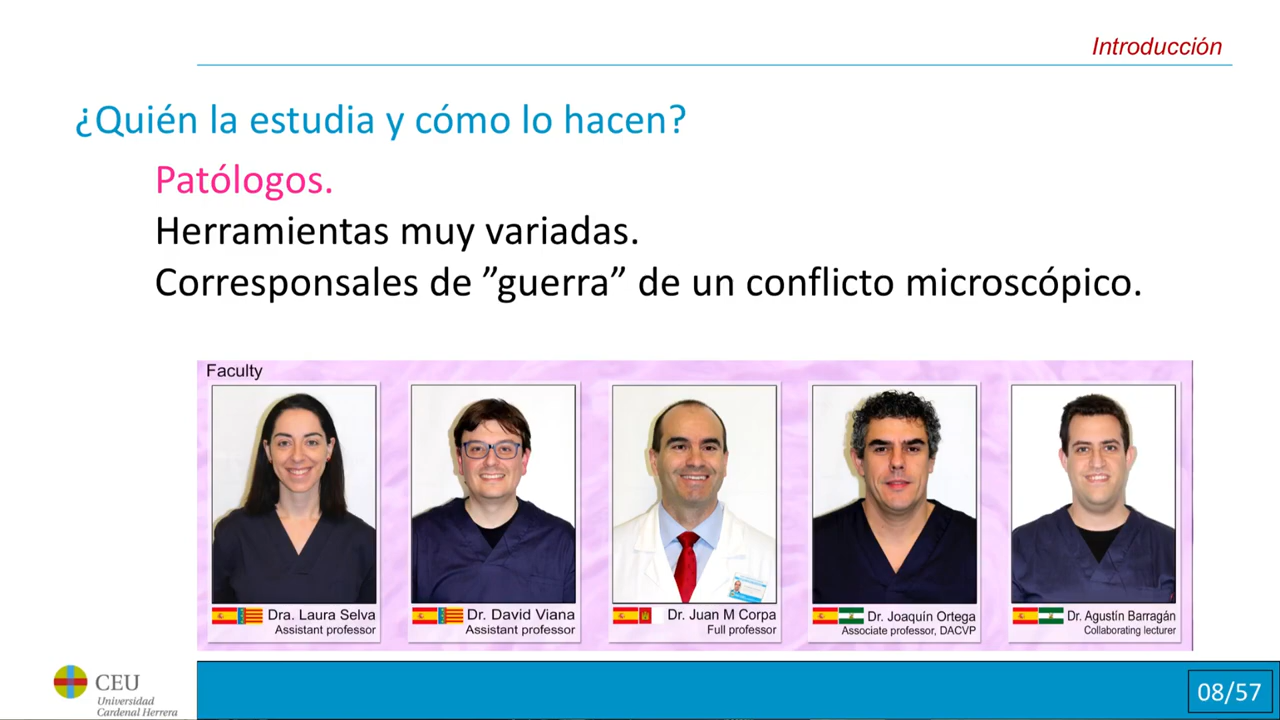 Introducción
¿Quién la estudia y cómo lo hacen?
Patólogos.
Herramientas muy variadas.
Corresponsales de ”guerra” de un conflicto microscópico.
Faculty
Dra. Laura Selva
Assistant professor
Dr. David Viana
Assistant professor
Dr. Juan M Corpa
Full professor
Dr. Joaquín Ortega
Associate professor, DACVP
Dr. Agustín Barragán
Collaborating lecturer
CEU
Universidad
Cardenal Herrera
08/57